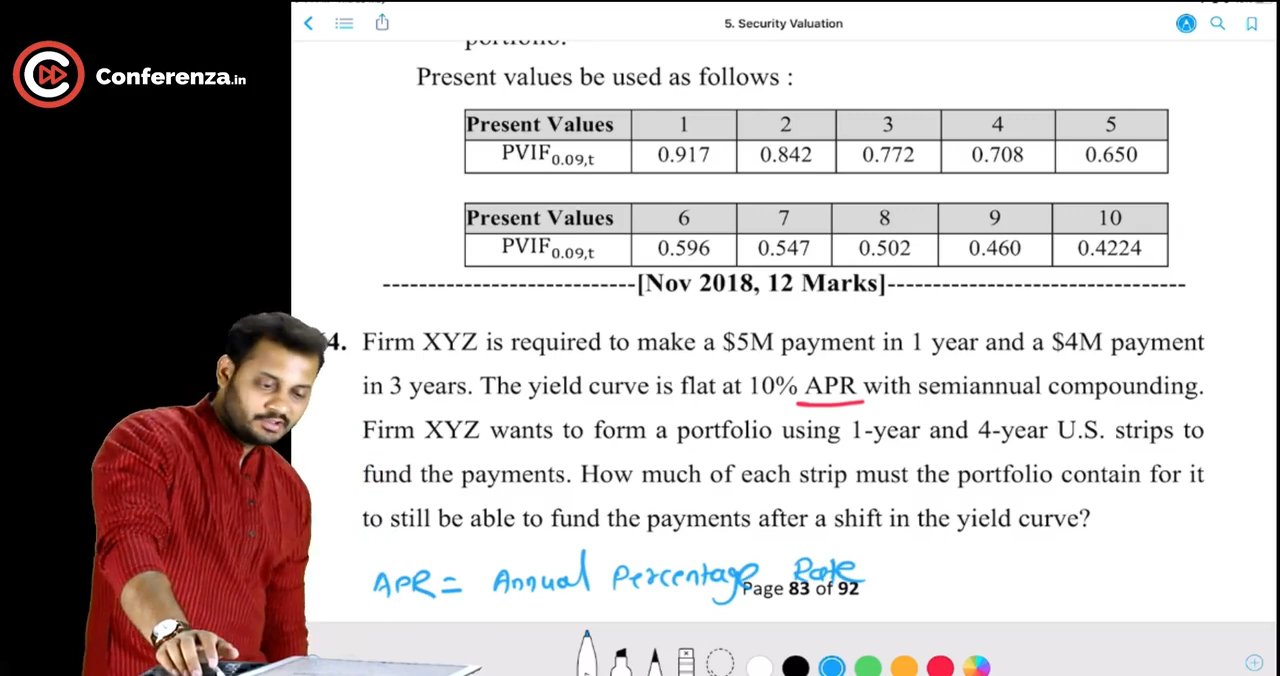 5. Security Valuation
Conferenza.in
portfolio.
Present values be used as follows :
Present Values 1 2 3 4 5
PVIF0.09,t 0.917 0.842 0.772 0.708 0.650
Present Values 6 7 8 9 10
PVIF0.09,t 0.596 0.547 0.502 0.460 0.4224
---------------------------[Nov 2018, 12 Marks]--------------------------------
4. Firm XYZ is required to make a $5M payment in 1 year and a $4M payment
in 3 years. The yield curve is flat at 10% APR with semiannual compounding.
Firm XYZ wants to form a portfolio using 1-year and 4-year U.S. strips to
fund the payments. How much of each strip must the portfolio contain for it
to still be able to fund the payments after a shift in the yield curve?
APR = Annual Percentage Rate
Page 83 of 92